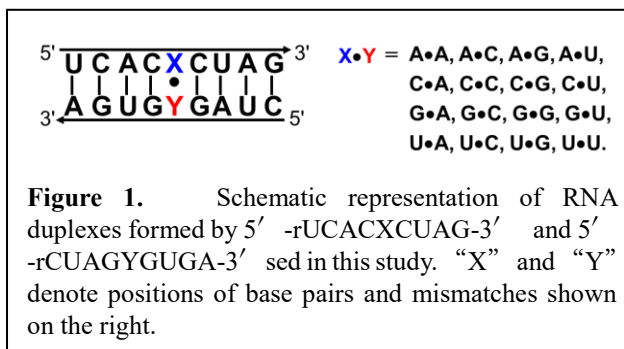 5′ U C A C X C U A G 3′
3′ A G U G Y G A U C 5′
X•Y = A•A, A•C, A•G, A•U,
C•A, C•C, C•G, C•U,
G•A, G•C, G•G, G•U,
U•A, U•C, U•G, U•U.
Figure 1. Schematic representation of RNA
duplexes formed by 5′ -rUCACXCUAG-3′ and 5′
-rCUAGYGUGA-3′ sed in this study. “X” and “Y”
denote positions of base pairs and mismatches shown
on the right.